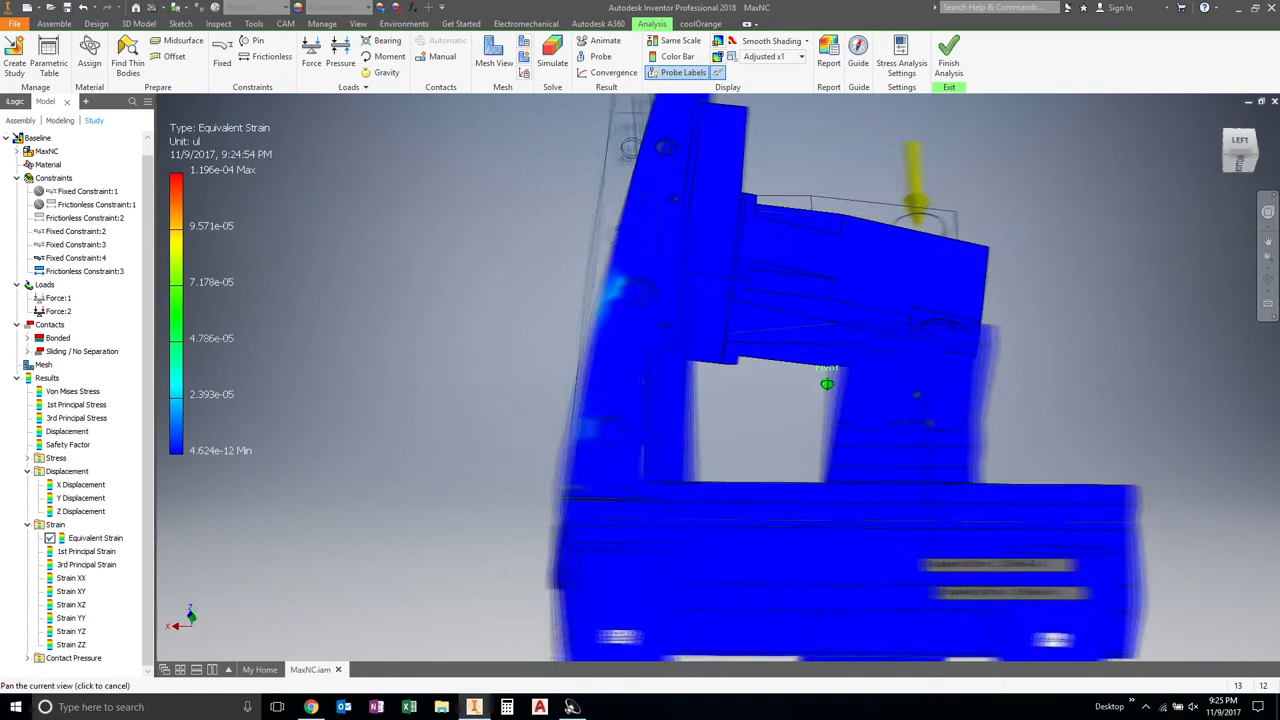 Material
Appearance
Autodesk Inventor Professional 2018 MaxNC
Search Help & Commands...
Sign In
File
Assembly
Design
3D Model
Sketch
CAM
Manage
View
Environments
Get Started
Inspect
Tools
Electromechanical
Autodesk A360
Analysis
coolOrange
Create Study
Parametric Table
Manage
Assign
Material
Find Thin Bodies
Midsurface
Offset
Prepare
Fixed
Pin
Frictionless
Constraints
Force
Pressure
Bearing
Moment
Gravity
Loads
Automatic
Manual
Contacts
Mesh View
Mesh
Simulate
Solve
Animate
Probe
Convergence
Result
Same Scale
Color Bar
Probe Labels
Smooth Shading
Adjusted x1
Display
Report
Report
Guide
Guide
Stress Analysis Settings
Settings
Finish Analysis
Exit
iLogic
Model
Assembly
Modeling
Study
Baseline
MaxNC
Material
Constraints
Fixed Constraint:1
Frictionless Constraint:1
Frictionless Constraint:2
Fixed Constraint:2
Fixed Constraint:3
Fixed Constraint:4
Frictionless Constraint:3
Loads
Force:1
Force:2
Contacts
Bonded
Sliding / No Separation
Mesh
Results
Von Mises Stress
1st Principal Stress
3rd Principal Stress
Displacement
Safety Factor
Stress
Displacement
X Displacement
Y Displacement
Z Displacement
Strain
Equivalent Strain
1st Principal Strain
3rd Principal Strain
Strain XX
Strain XY
Strain XZ
Strain YY
Strain YZ
Strain ZZ
Contact Pressure
Type: Equivalent Strain
Unit: ul
11/9/2017, 9:24:54 PM
1.196e-04 Max
9.571e-05
7.178e-05
4.786e-05
2.393e-05
4.624e-12 Min
PIVOT
LEFT
Z
X
My Home
MaxNC.iam
Pan the current view (click to cancel)
13
12
Type here to search
Desktop
9:25 PM
11/9/2017